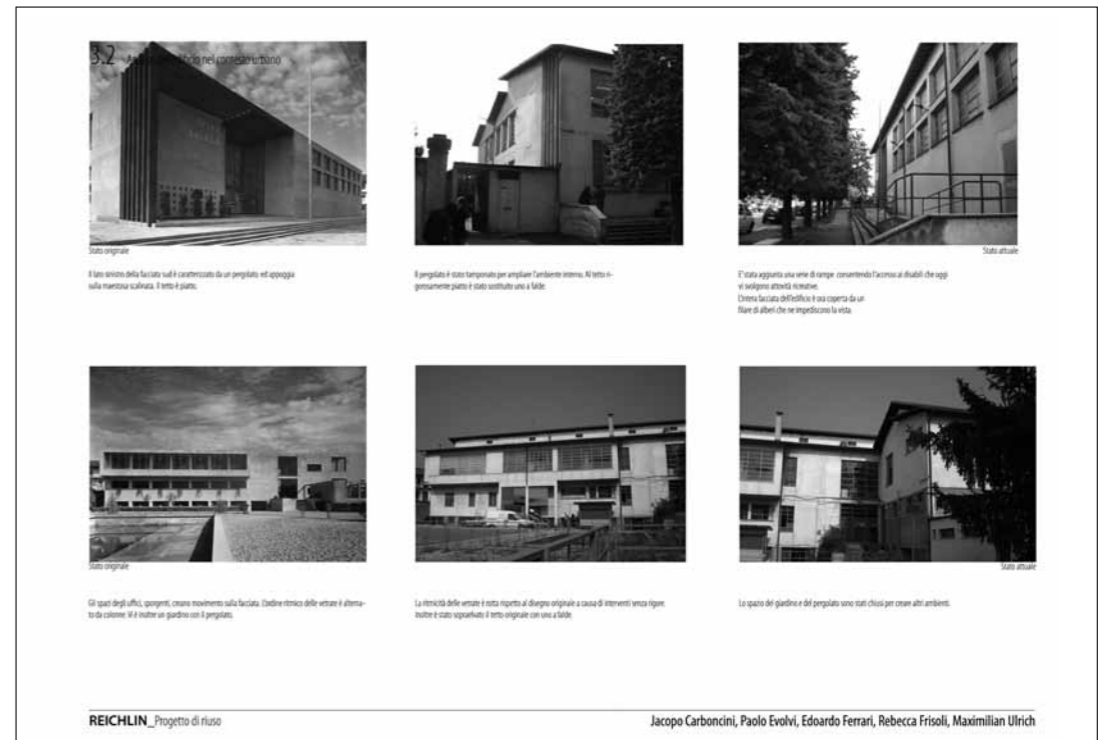 3.2 edificio nel contesto urbano
Stato originale
Il lato sinistro della facciata sud è caratterizzato da un pergolato ed appoggia
sulla maestosa scalinata. Il tetto è piatto.
Il pergolato è stato tamponato per ampliare l'ambiente interno. Al tetto ri-
gorosamente piatto è stato sostituito uno a falde.
Stato attuale
E' stata aggiunta una serie di rampe consentendo l'accesso ai disabili che oggi
vi svolgono attività ricreative.
L'intera facciata dell'edificio è ora coperta da un
filare di alberi che ne impediscono la vista.
Stato originale
Gli spazi degli uffici, sporgenti, creano movimento sulla facciata. L'ordine ritmico delle vetrate è alterna-
to da colonne. Vi è inoltre un giardino con il pergolato.
La ritmicità delle vetrate è rotta rispetto al disegno originale a causa di interventi senza rigore.
Inoltre è stato sopraelvato il tetto originale con uno a falde.
Stato attuale
Lo spazio del giardino e del pergolato sono stati chiusi per creare altri ambienti.
REICHLIN_Progetto di riuso
Jacopo Carboncini, Paolo Evolvi, Edoardo Ferrari, Rebecca Frisoli, Maximilian Ulrich